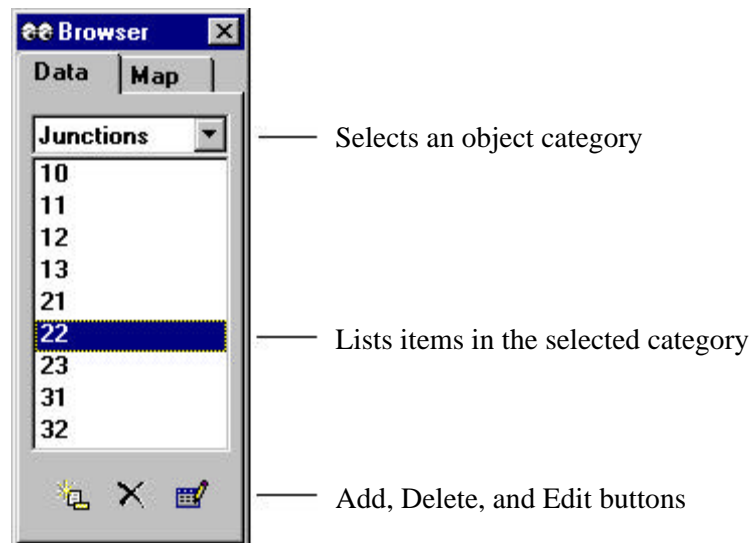 Browser
Data Map
Junctions Selects an object category
10
11
12
13
21
22 Lists items in the selected category
23
31
32
Add, Delete, and Edit buttons